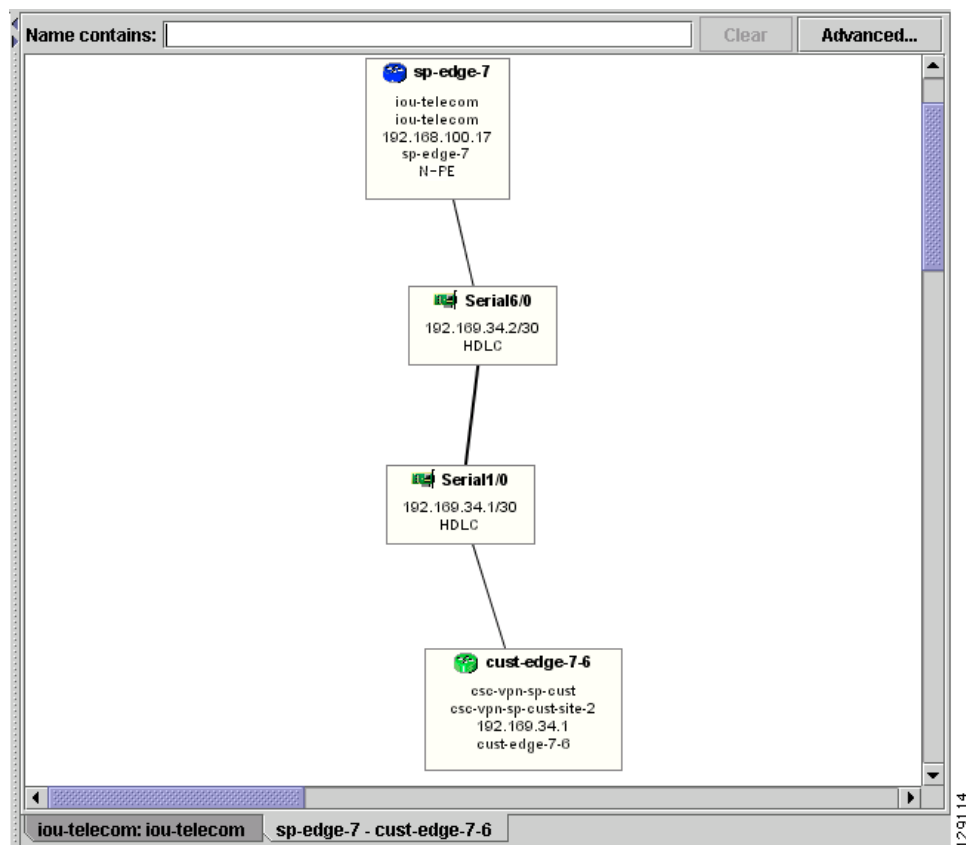 Name contains:
Clear
Advanced...
sp-edge-7
iou-telecom
iou-telecom
192.168.100.17
sp-edge-7
N-PE
Serial6/0
192.169.34.2/30
HDLC
Serial1/0
192.169.34.1/30
HDLC
cust-edge-7-6
csc-vpn-sp-cust
csc-vpn-sp-cust-site-2
192.169.34.1
cust-edge-7-6
iou-telecom: iou-telecom
sp-edge-7 - cust-edge-7-6
129114